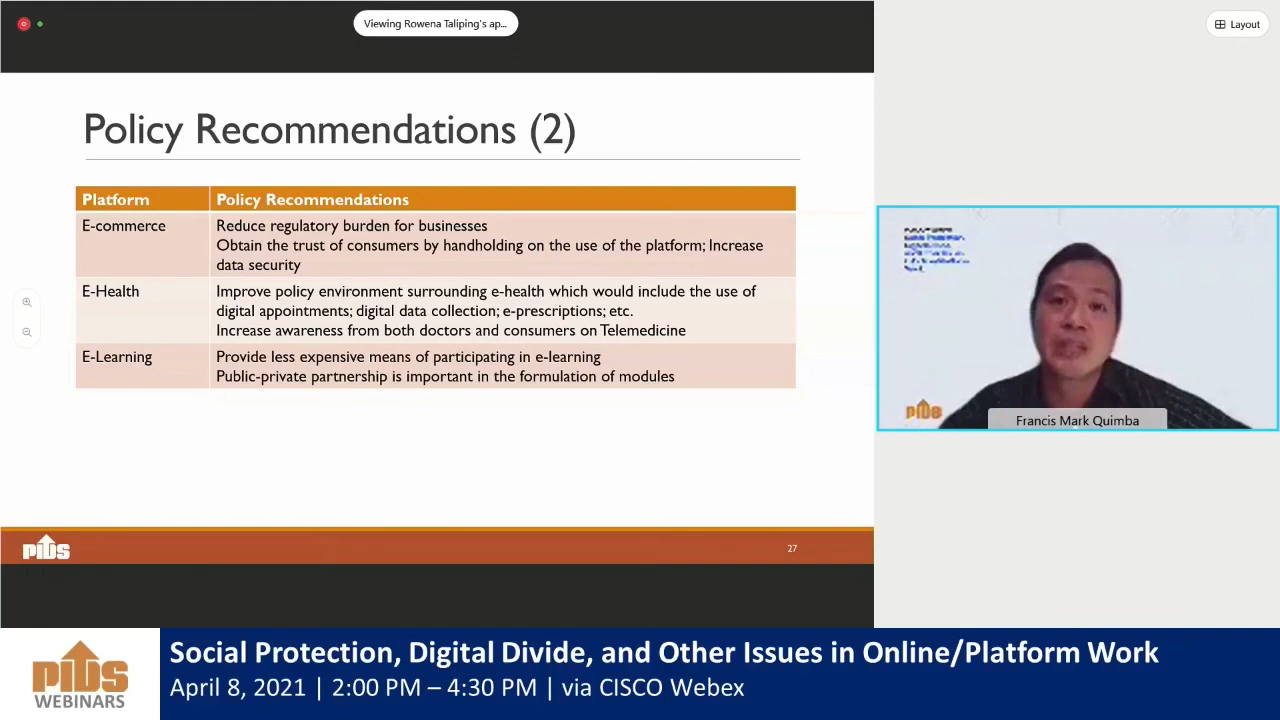 Viewing Rowena Taliping's ap...
Layout
Policy Recommendations (2)
Platform
Policy Recommendations
E-commerce
Reduce regulatory burden for businesses
Obtain the trust of consumers by handholding on the use of the platform; Increase
data security
E-Health
Improve policy environment surrounding e-health which would include the use of
digital appointments; digital data collection; e-prescriptions; etc.
Increase awareness from both doctors and consumers on Telemedicine
E-Learning
Provide less expensive means of participating in e-learning
Public-private partnership is important in the formulation of modules
PIDS
27
PIDS
Francis Mark Quimba
PIDS
WEBINARS
Social Protection, Digital Divide, and Other Issues in Online/Platform Work
April 8, 2021 | 2:00 PM – 4:30 PM | via CISCO Webex